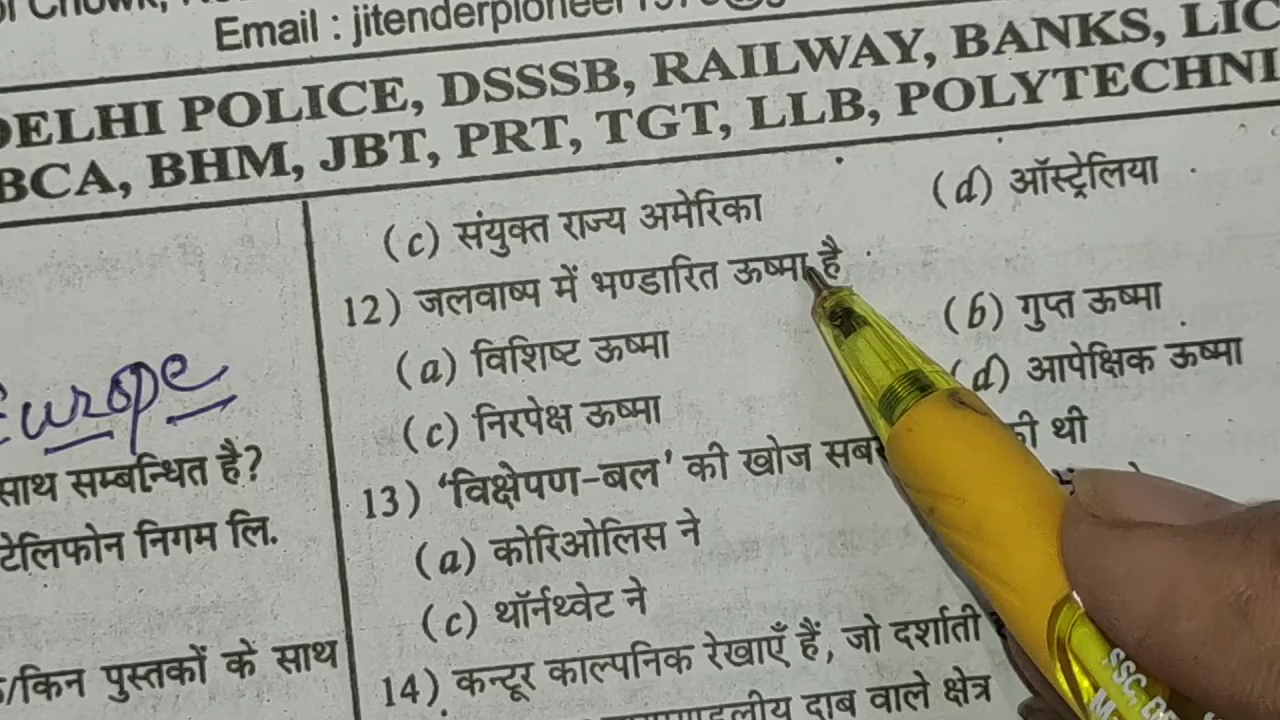 Email : jitenderpioneer
DELHI POLICE, DSSSB, RAILWAY, BANKS, LIC
BCA, BHM, JBT, PRT, TGT, LLB, POLYTECHNI
(c) संयुक्त राज्य अमेरिका (d) ऑस्ट्रेलिया
12) जलवाष्प में भण्डारित ऊष्मा है
(a) विशिष्ट ऊष्मा (b) गुप्त ऊष्मा
(c) निरपेक्ष ऊष्मा (d) आपेक्षिक ऊष्मा
13) ‘विक्षेपण-बल’ की खोज सब की थी
(a) कोरिओलिस ने
(c) थॉर्नथ्वेट ने
14) कन्टूर काल्पनिक रेखाएँ हैं, जो दर्शाती
दाब वाले क्षेत्र
Europe
साथ सम्बन्धित है?
टेलिफोन निगम लि.
/किन पुस्तकों के साथ
SSC,